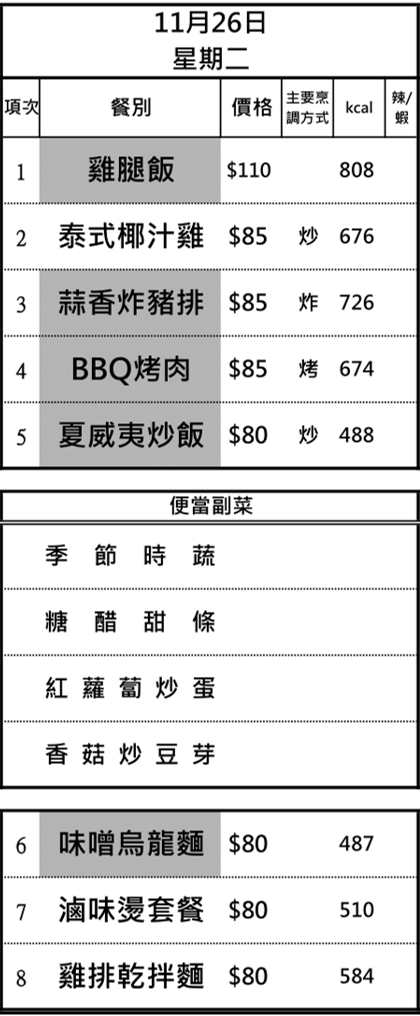 11月26日
星期二
項次 餐別 價格 主要烹調方式 kcal 辣/蝦
1 雞腿飯 $110 808
2 泰式椰汁雞 $85 炒 676
3 蒜香炸豬排 $85 炸 726
4 BBQ烤肉 $85 烤 674
5 夏威夷炒飯 $80 炒 488
便當副菜
季節時蔬
糖醋甜條
紅蘿蔔炒蛋
香菇炒豆芽
6 味噌烏龍麵 $80 487
7 滷味燙套餐 $80 510
8 雞排乾拌麵 $80 584